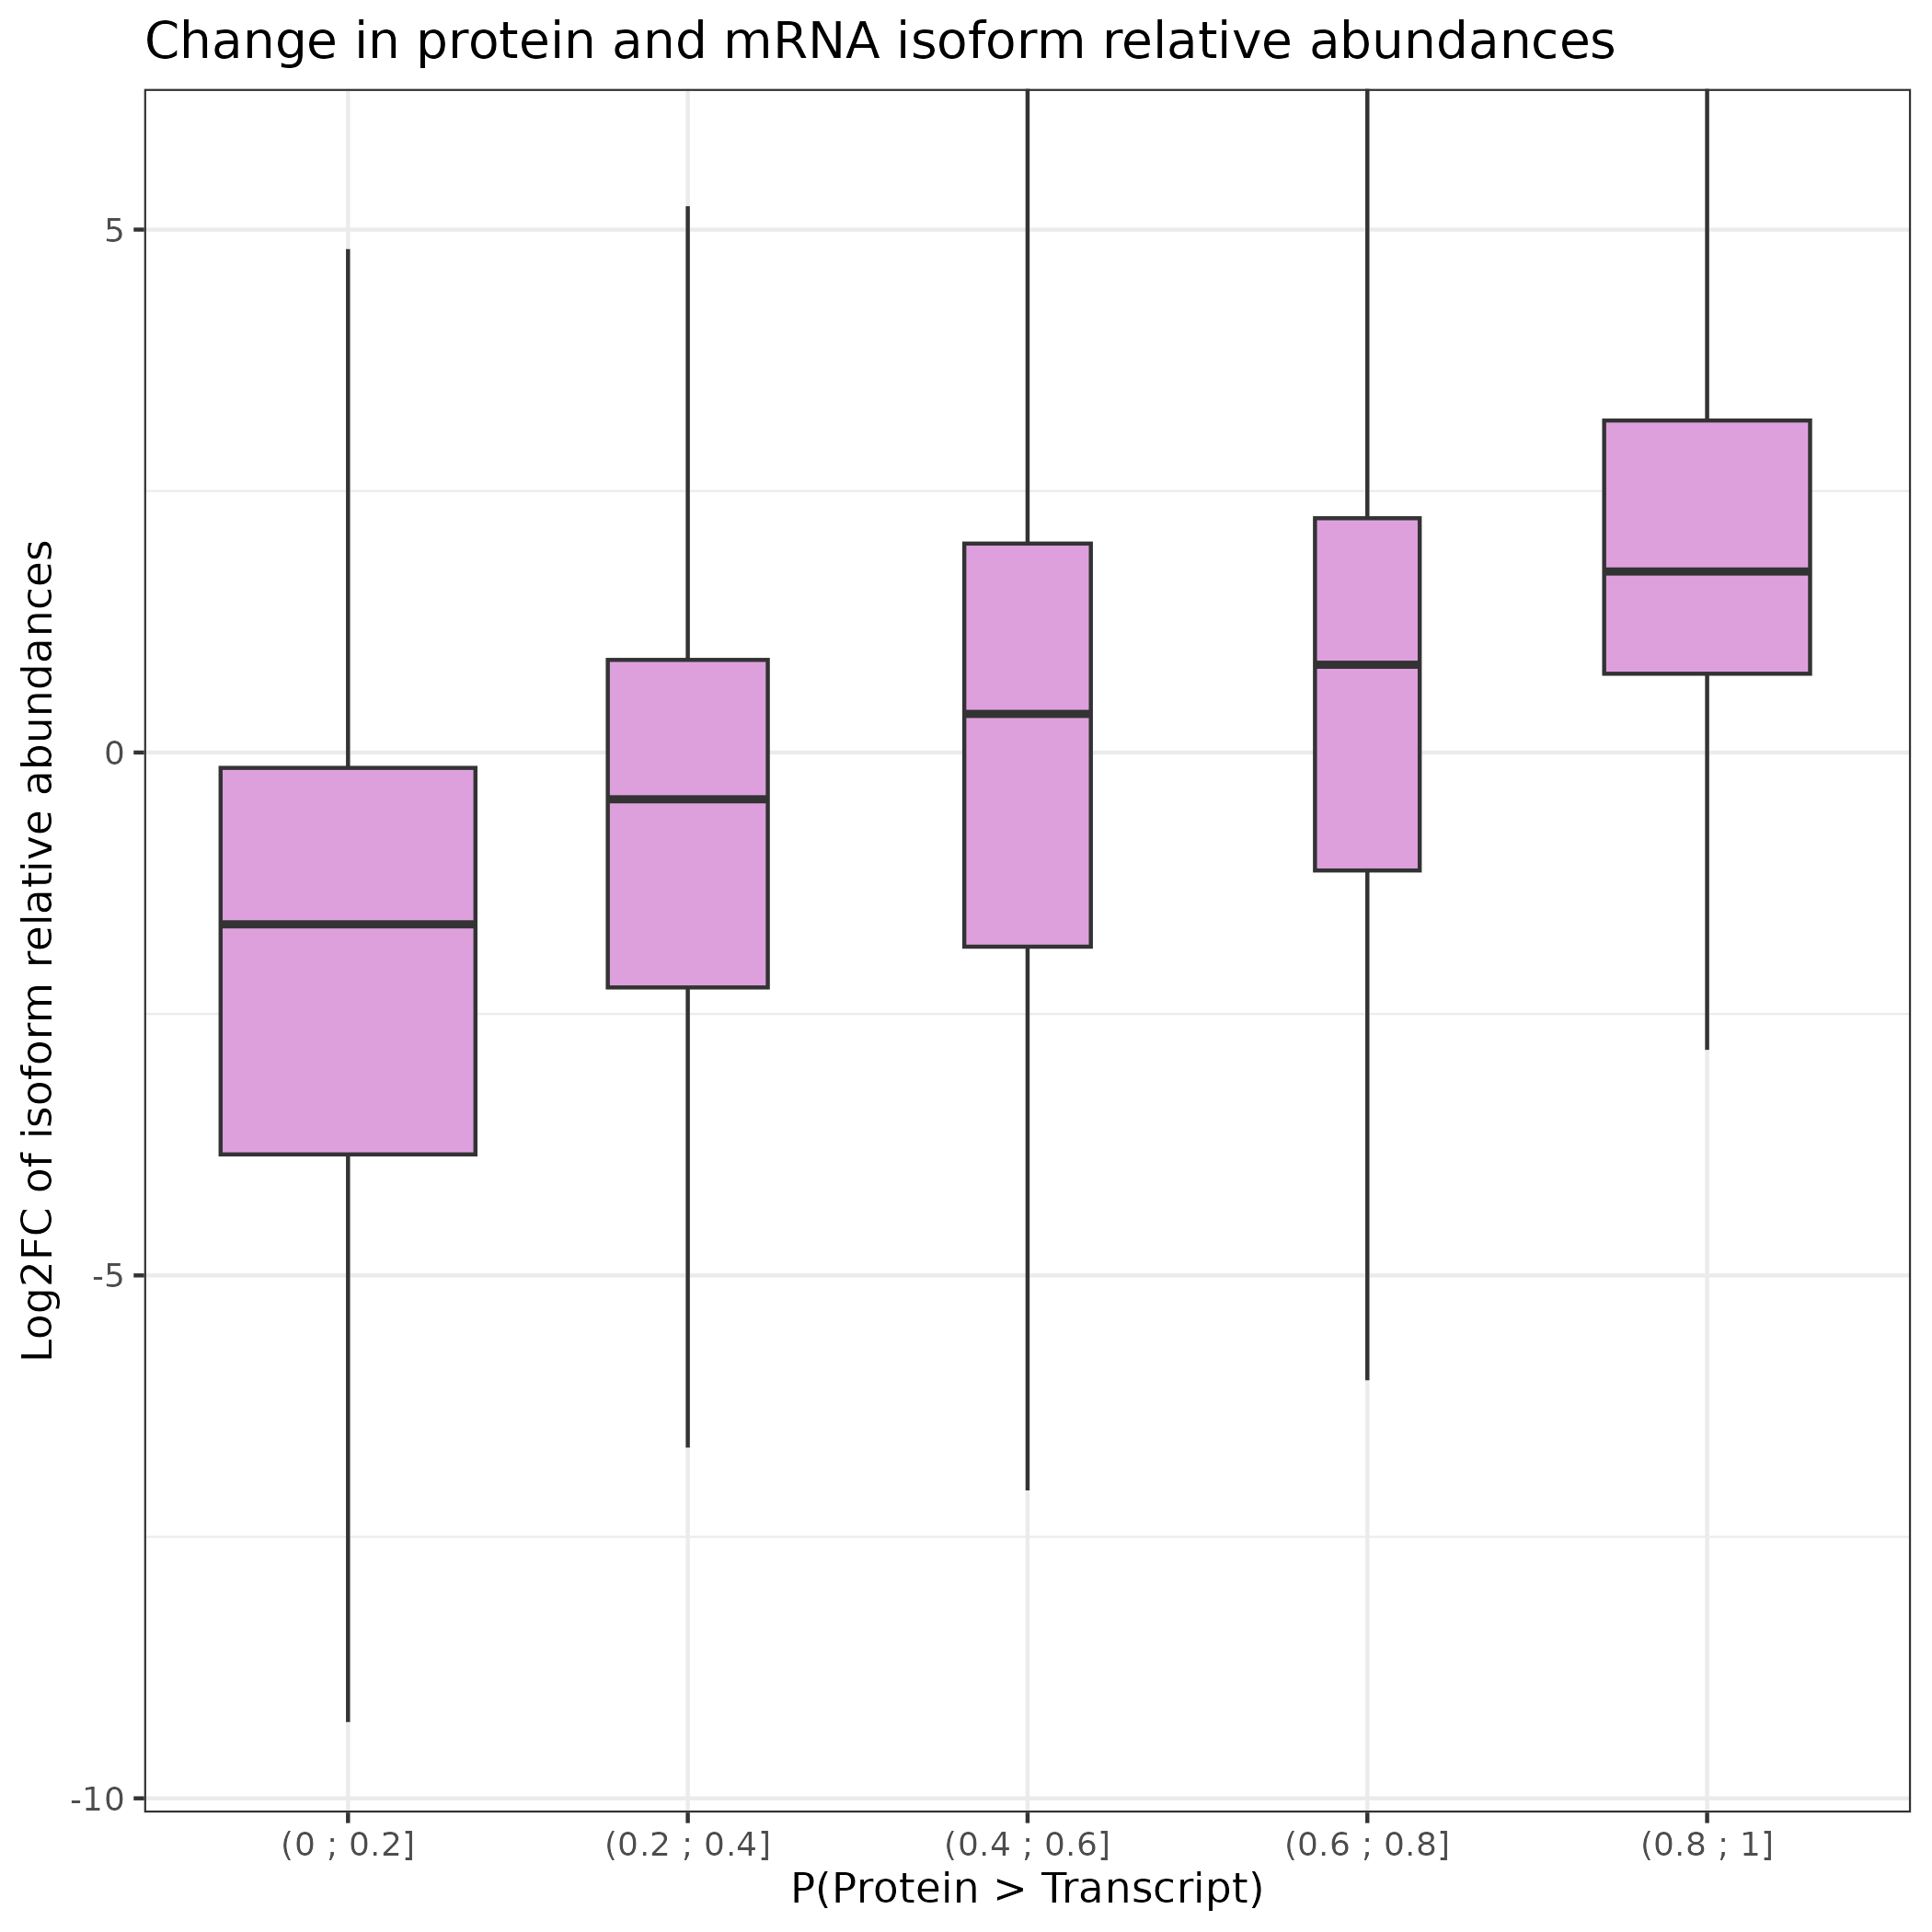 Change in protein and mRNA isoform relative abundances
Log2FC of isoform relative abundances
5
0
-5
-10
(0 ; 0.2]
(0.2 ; 0.4]
(0.4 ; 0.6]
(0.6 ; 0.8]
(0.8 ; 1]
P(Protein > Transcript)